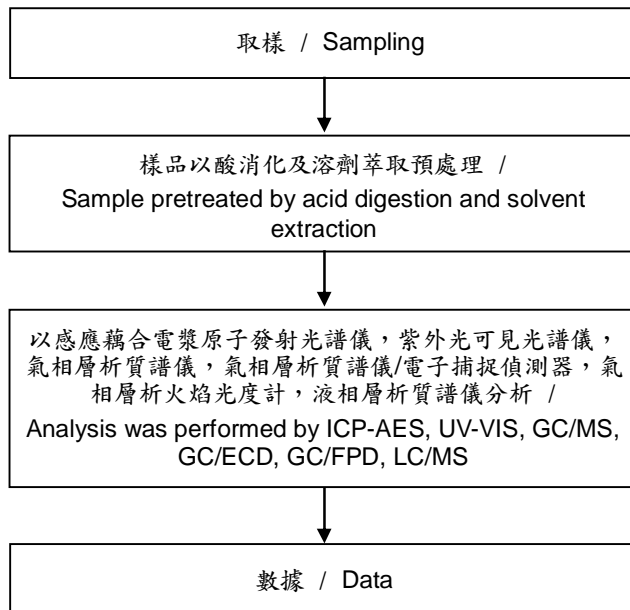 取樣 / Sampling
樣品以酸消化及溶劑萃取預處理 /
Sample pretreated by acid digestion and solvent
extraction
以感應藕合電漿原子發射光譜儀，紫外光可見光譜儀，
氣相層析質譜儀，氣相層析質譜儀/電子捕捉偵測器，氣
相層析火焰光度計，液相層析質譜儀分析 /
Analysis was performed by ICP-AES, UV-VIS, GC/MS,
GC/ECD, GC/FPD, LC/MS
數據 / Data